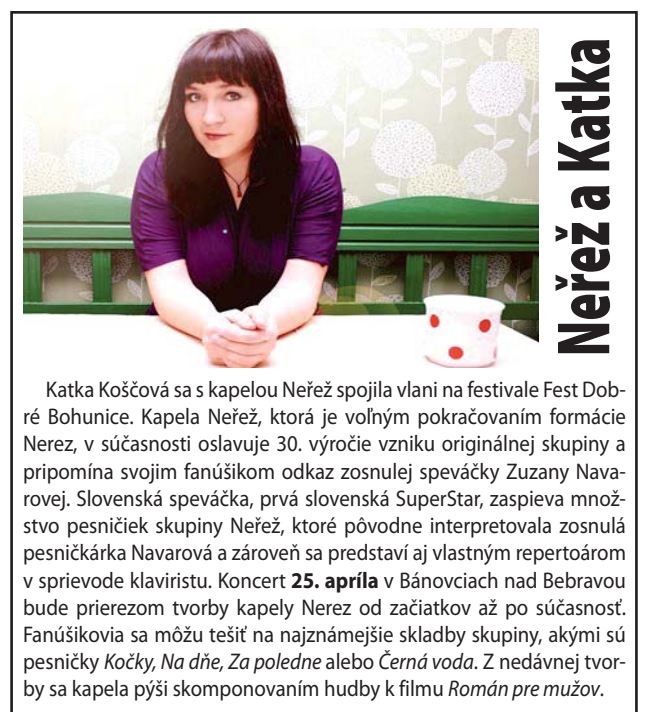 Neřež a Katka
Katka Koščová sa s kapelou Neřež spojila vlani na festivale Fest Dob-
ré Bohunice. Kapela Neřež, ktorá je voľným pokračovaním formácie
Nerez, v súčasnosti oslavuje 30. výročie vzniku originálnej skupiny a
pripomína svojim fanúšikom odkaz zosnulej speváčky Zuzany Nava-
rovej. Slovenská speváčka, prvá slovenská SuperStar, zaspieva množ-
stvo pesničiek skupiny Neřež, ktoré pôvodne interpretovala zosnulá
pesničkárka Navarová a zároveň sa predstaví aj vlastným repertoárom
v sprievode klaviristu. Koncert 25. apríla v Bánovciach nad Bebravou
bude prierezom tvorby kapely Nerez od začiatkov až po súčasnosť.
Fanúšikovia sa môžu tešiť na najznámejšie skladby skupiny, akými sú
pesničky Kočky, Na dňe, Za poledne alebo Černá voda. Z nedávnej tvor-
by sa kapela pýši skomponovaním hudby k filmu Román pre mužov.